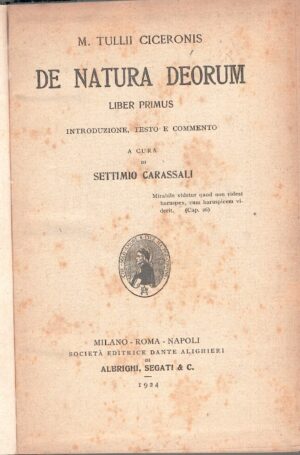 M. TULLII CICERONIS
DE NATURA DEORUM
LIBER PRIMUS
INTRODUZIONE, TESTO E COMMENTO
A CURA
DI
SETTIMIO CARASSALI
Mirabile videtur quod non rideat
haruspex, cum haruspicem vi-
derit. (Cap. 26)
MILANO - ROMA - NAPOLI
SOCIETÀ EDITRICE DANTE ALIGHIERI
DI
ALBRIGHI, SEGATI & C.
1924